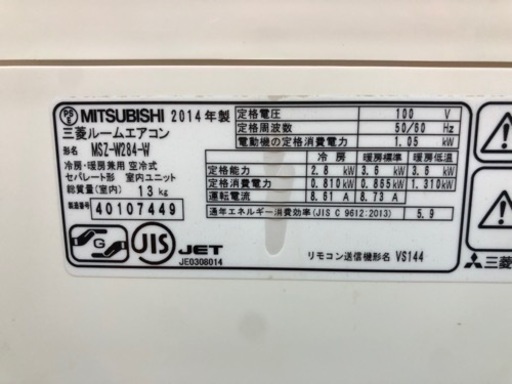 PS E MITSUBISHI 2014年製
三菱ルームエアコン
形名 MSZ-W284-W
冷房・暖房兼用 空冷式
セパレート形 室内ユニット
総質量(室内) 13 kg
製造番号 40107449
G JIS JET
JE0308014
定格電圧 100 V
定格周波数 50/60 Hz
電動機の定格消費電力 1.05 kW
冷房 暖房標準 暖房低温
定格能力 2.8 kW 3.6 kW 3.6 kW
定格消費電力 0.810kW 0.865kW 1.310kW
運転電流 8.51 A 8.73 A
通年エネルギー消費効率(JIS C 9612:2013) 5.9
リモコン送信機形名 VS144
三菱